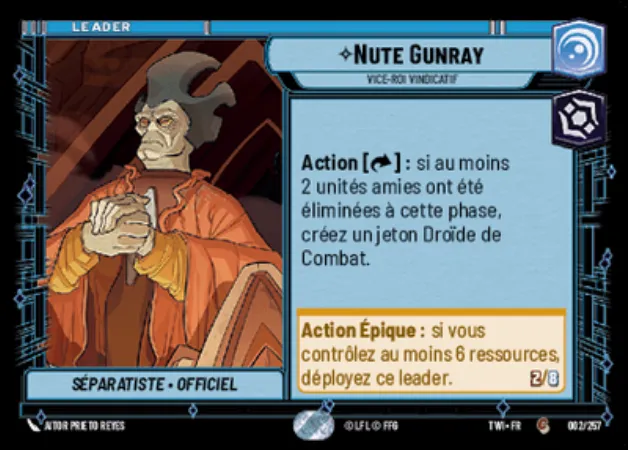 LEADER
NUTE GUNRAY
VICE-ROI VINDICATIF
Action [ ] : si au moins
2 unités amies ont été
éliminées à cette phase,
créez un jeton Droïde de
Combat.
Action Épique : si vous
contrôlez au moins 6 ressources,
déployez ce leader.
2/8
SÉPARATISTE • OFFICIEL
AITOR PRIETO REYES
© LFL © FFG
TWI • FR
C
002/257